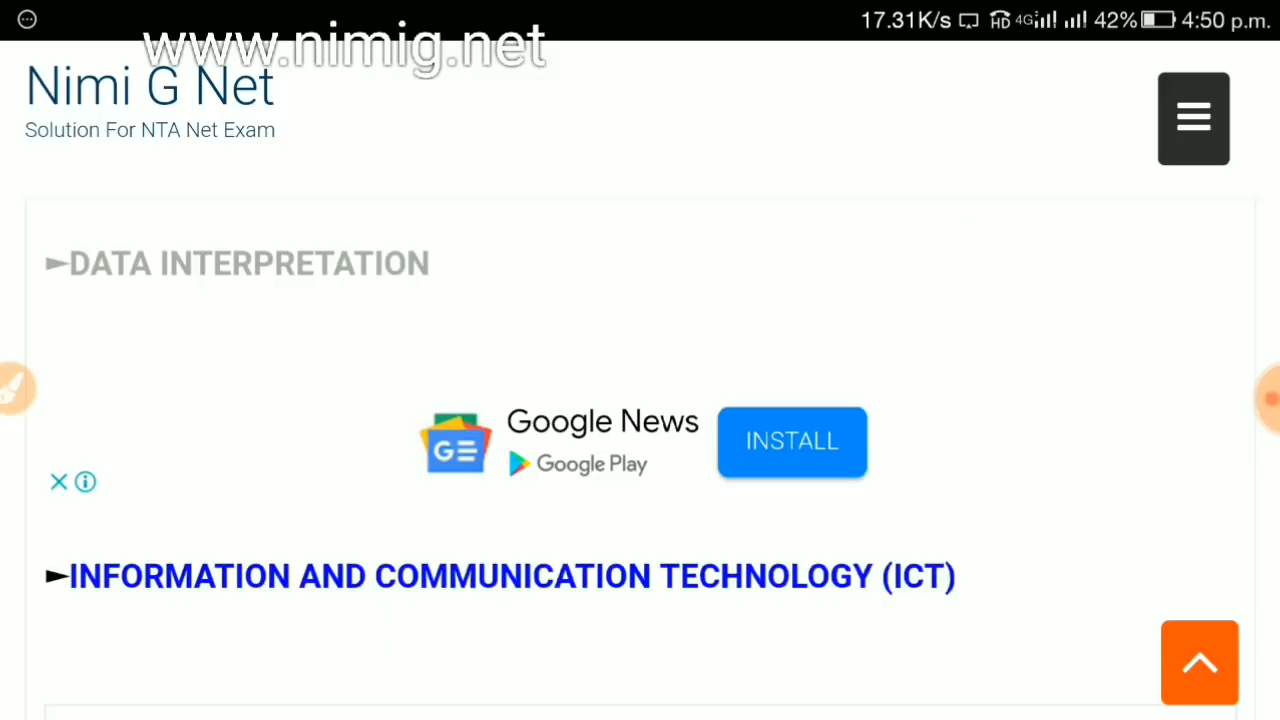 17.31K/s HD 4G 42% 4:50 p.m.
www.nimig.net
Nimi G Net
Solution For NTA Net Exam
►DATA INTERPRETATION
Google News
GE
INSTALL
Google Play
►INFORMATION AND COMMUNICATION TECHNOLOGY (ICT)